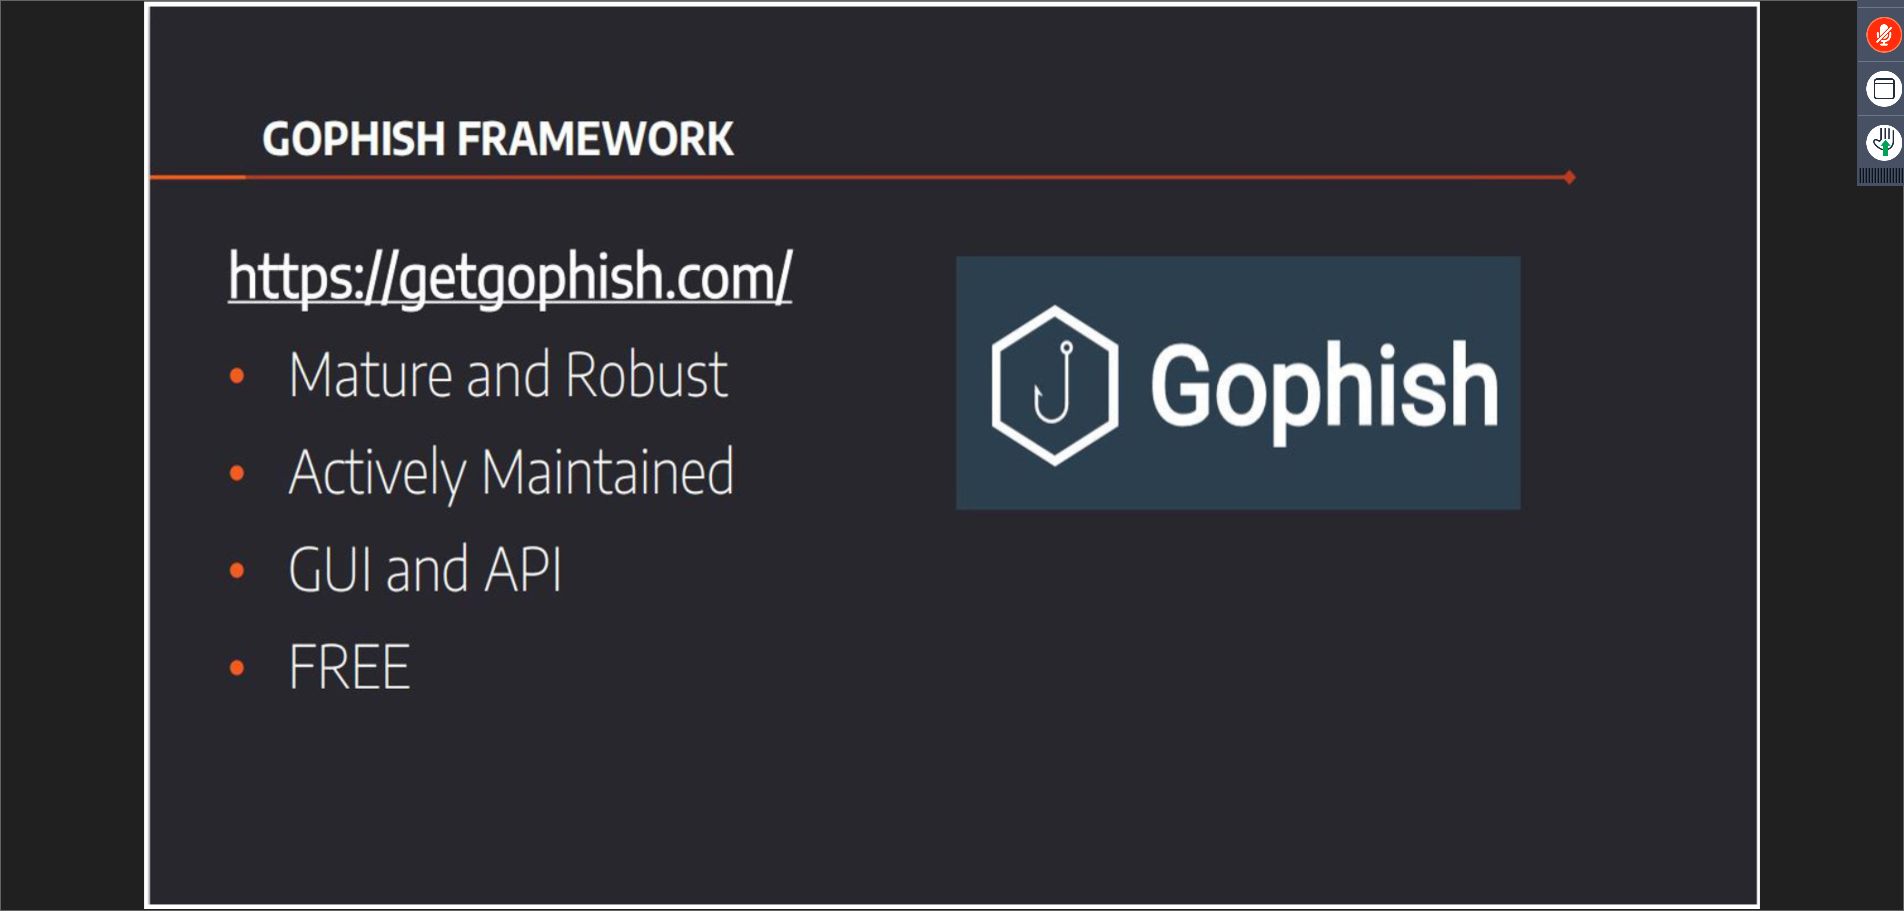 GOPHISH FRAMEWORK
https://getgophish.com/
• Mature and Robust
• Actively Maintained
• GUI and API
• FREE
Gophish